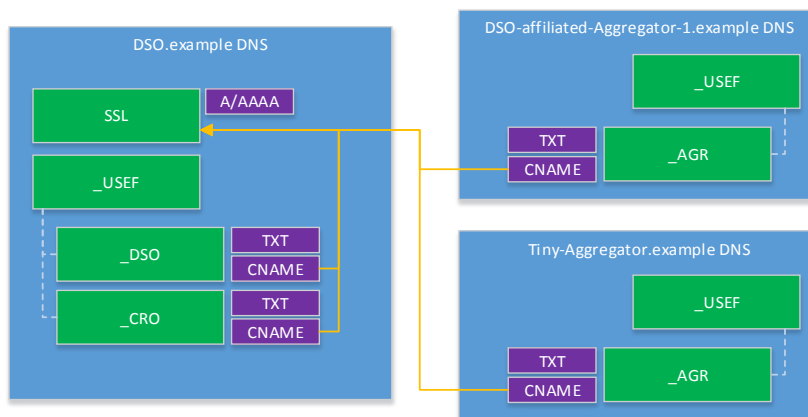 DSO.example DNS
SSL
A/AAAA
_USEF
_DSO
TXT
CNAME
_CRO
TXT
CNAME
DSO-affiliated-Aggregator-1.example DNS
_USEF
TXT
CNAME
_AGR
Tiny-Aggregator.example DNS
_USEF
TXT
CNAME
_AGR